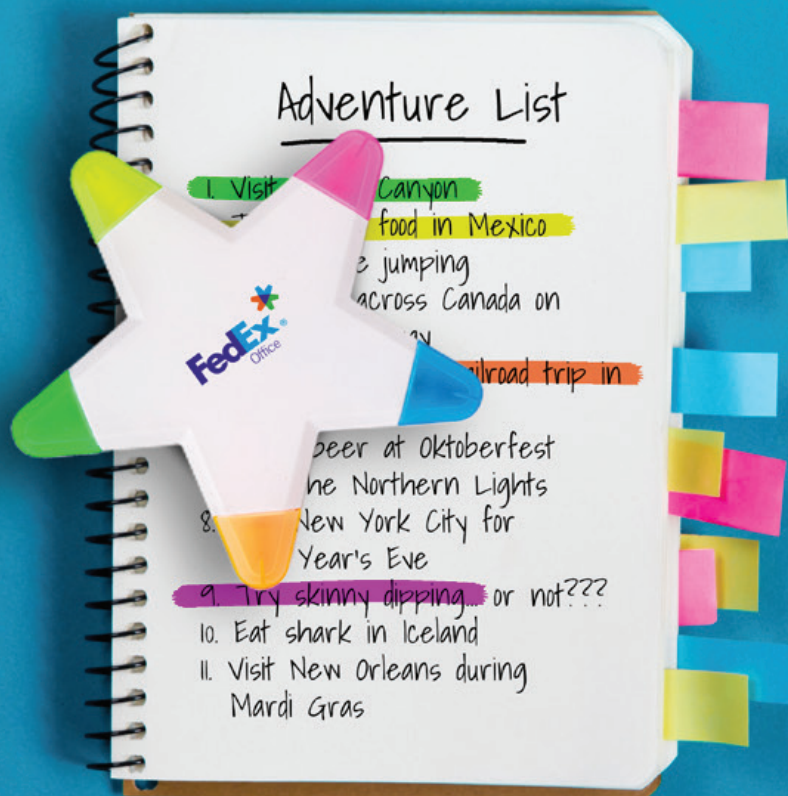 Adventure List
1. Visit Canyon
food in Mexico
jumping
across Canada on
railroad trip in
beer at Oktoberfest
the Northern Lights
8. New York City for
Year's Eve
9. Try skinny dipping... or not???
10. Eat shark in Iceland
11. Visit New Orleans during
Mardi Gras
FedEx®
Office